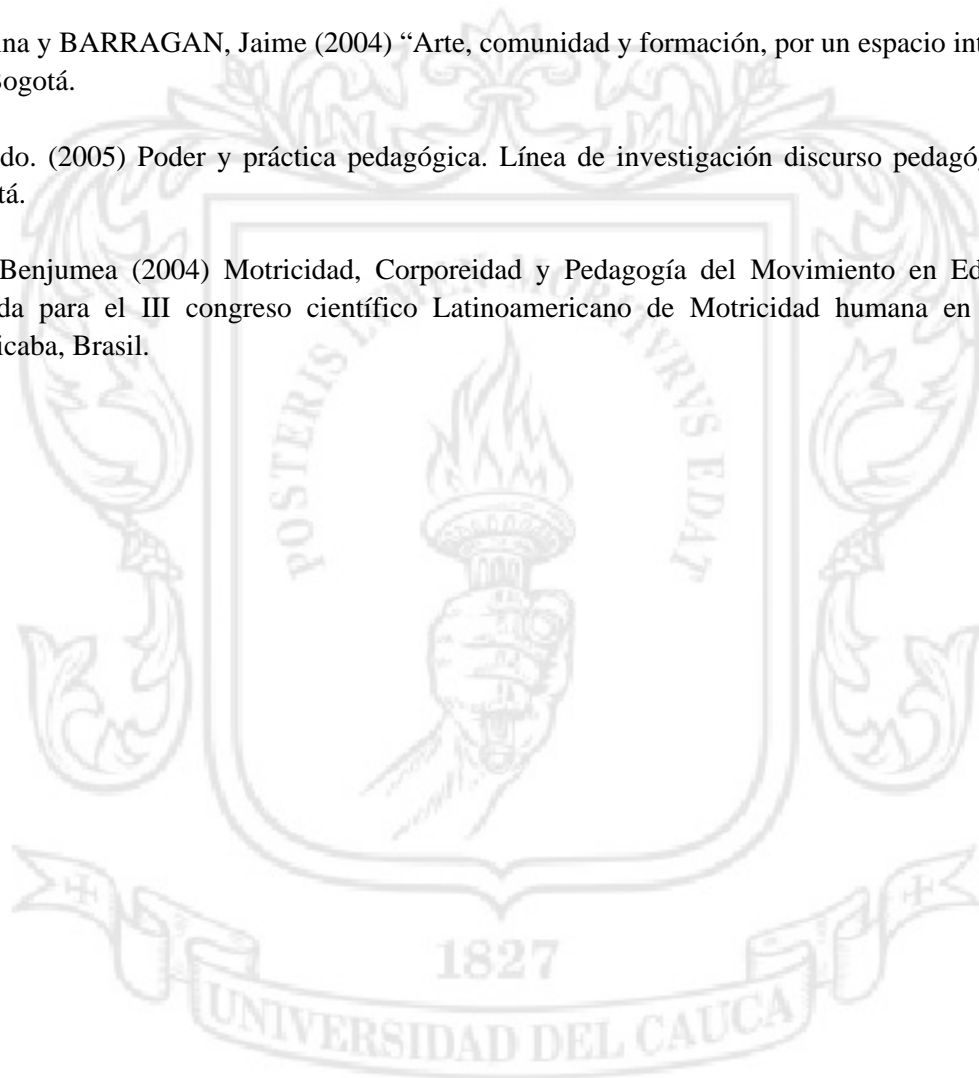 ina y BARRAGAN, Jaime (2004) “Arte, comunidad y formación, por un espacio int
Bogotá.
do. (2005) Poder y práctica pedagógica. Línea de investigación discurso pedagóg
tá.
Benjumea (2004) Motricidad, Corporeidad y Pedagogía del Movimiento en Ed
da para el III congreso científico Latinoamericano de Motricidad humana en
icaba, Brasil.
POSTERIS EDAT
1827
UNIVERSIDAD DEL CAUCA